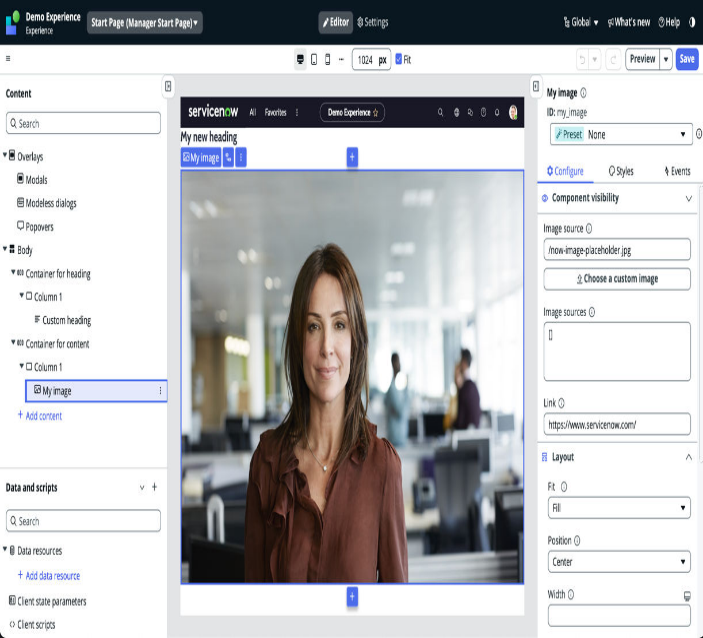 Demo Experience
Experience
Start Page (Manager Start Page)
Editor
Settings
Global
What's new
Help
1024 px
Fit
Preview
Save
Content
Search
Overlays
Modals
Modeless dialogs
Popovers
Body
Container for heading
Column 1
Custom heading
Container for content
Column 1
My image
+ Add content
Data and scripts
Search
Data resources
+ Add data resource
Client state parameters
Client scripts
servicenow
All
Favorites
Demo Experience
My new heading
My image
My image
ID: my_image
Preset None
Configure
Styles
Events
Component visibility
Image source
/now-image-placeholder.jpg
Choose a custom image
Image sources
[]
Link
https://www.servicenow.com/
Layout
Fit
Fill
Position
Center
Width